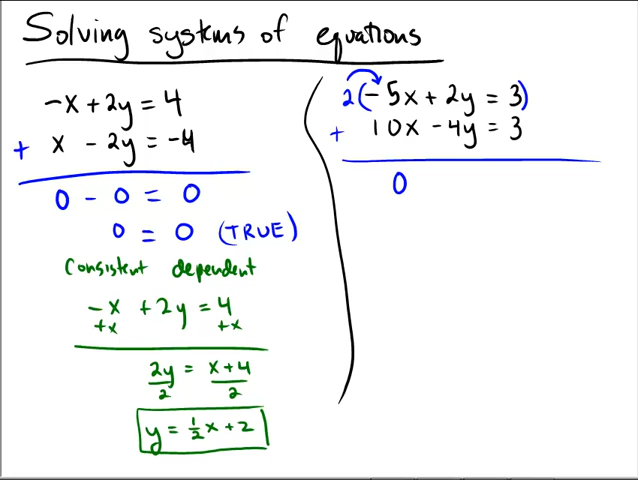 Solving systems of equations
-x + 2y = 4
+ x - 2y = -4
0 - 0 = 0
0 = 0 (TRUE)
Consistent dependent
-x + 2y = 4
+x +x
2y = x+4
2 2
y = 1/2 x + 2
2(-5x + 2y = 3)
+ 10x - 4y = 3
0